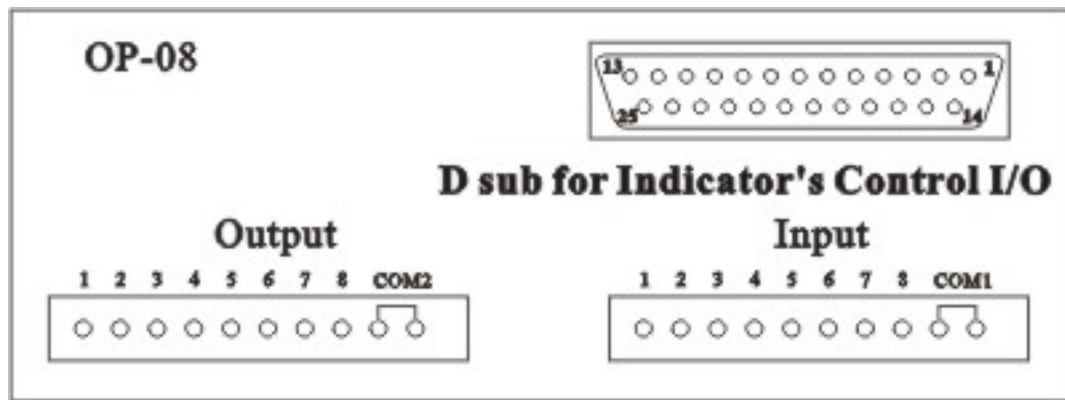 OP-08
13 1
25 14
D sub for Indicator's Control I/O
Output
1 2 3 4 5 6 7 8 COM2
Input
1 2 3 4 5 6 7 8 COM1